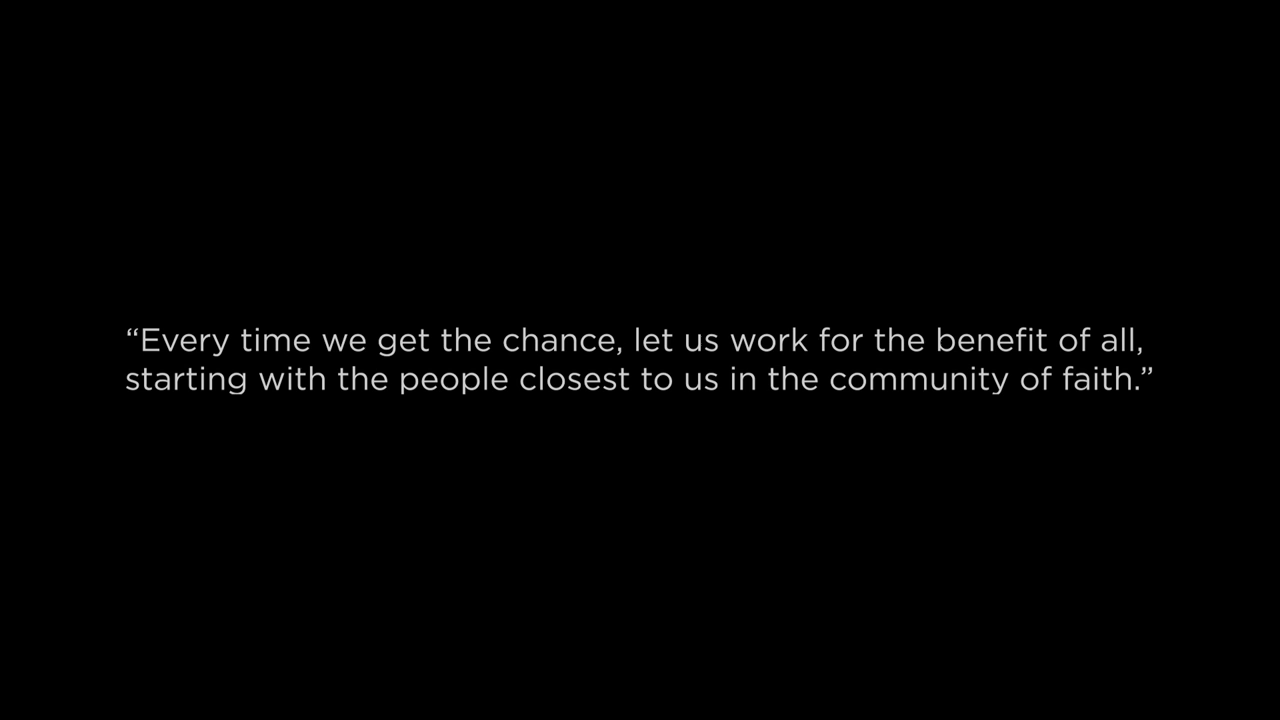 “Every time we get the chance, let us work for the benefit of all,
starting with the people closest to us in the community of faith.”